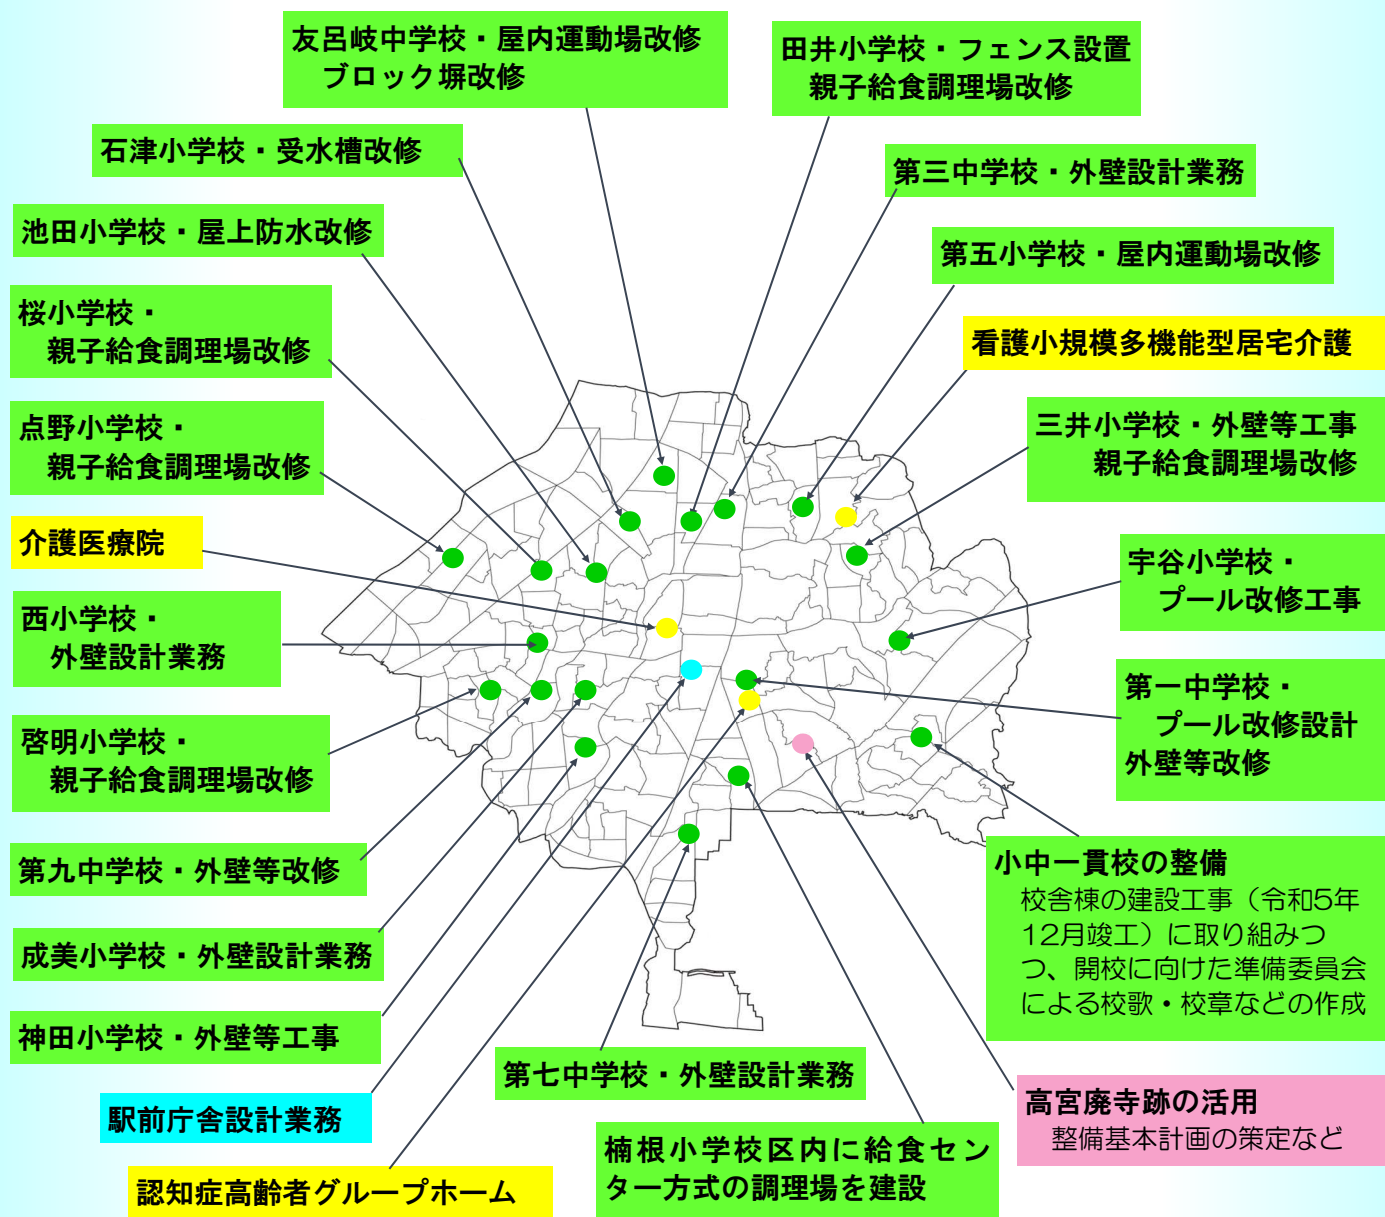 友呂岐中学校・屋内運動場改修
ブロック塀改修
田井小学校・フェンス設置
親子給食調理場改修
石津小学校・受水槽改修
第三中学校・外壁設計業務
池田小学校・屋上防水改修
第五小学校・屋内運動場改修
桜小学校・
親子給食調理場改修
看護小規模多機能型居宅介護
点野小学校・
親子給食調理場改修
三井小学校・外壁等工事
親子給食調理場改修
介護医療院
宇谷小学校・
プール改修工事
西小学校・
外壁設計業務
第一中学校・
プール改修設計
外壁等改修
啓明小学校・
親子給食調理場改修
第九中学校・外壁等改修
小中一貫校の整備
校舎棟の建設工事（令和5年
12月竣工）に取り組みつ
つ、開校に向けた準備委員会
による校歌・校章などの作成
成美小学校・外壁設計業務
神田小学校・外壁等工事
第七中学校・外壁設計業務
高宮廃寺跡の活用
整備基本計画の策定など
駅前庁舎設計業務
楠根小学校区内に給食セン
ター方式の調理場を建設
認知症高齢者グループホーム